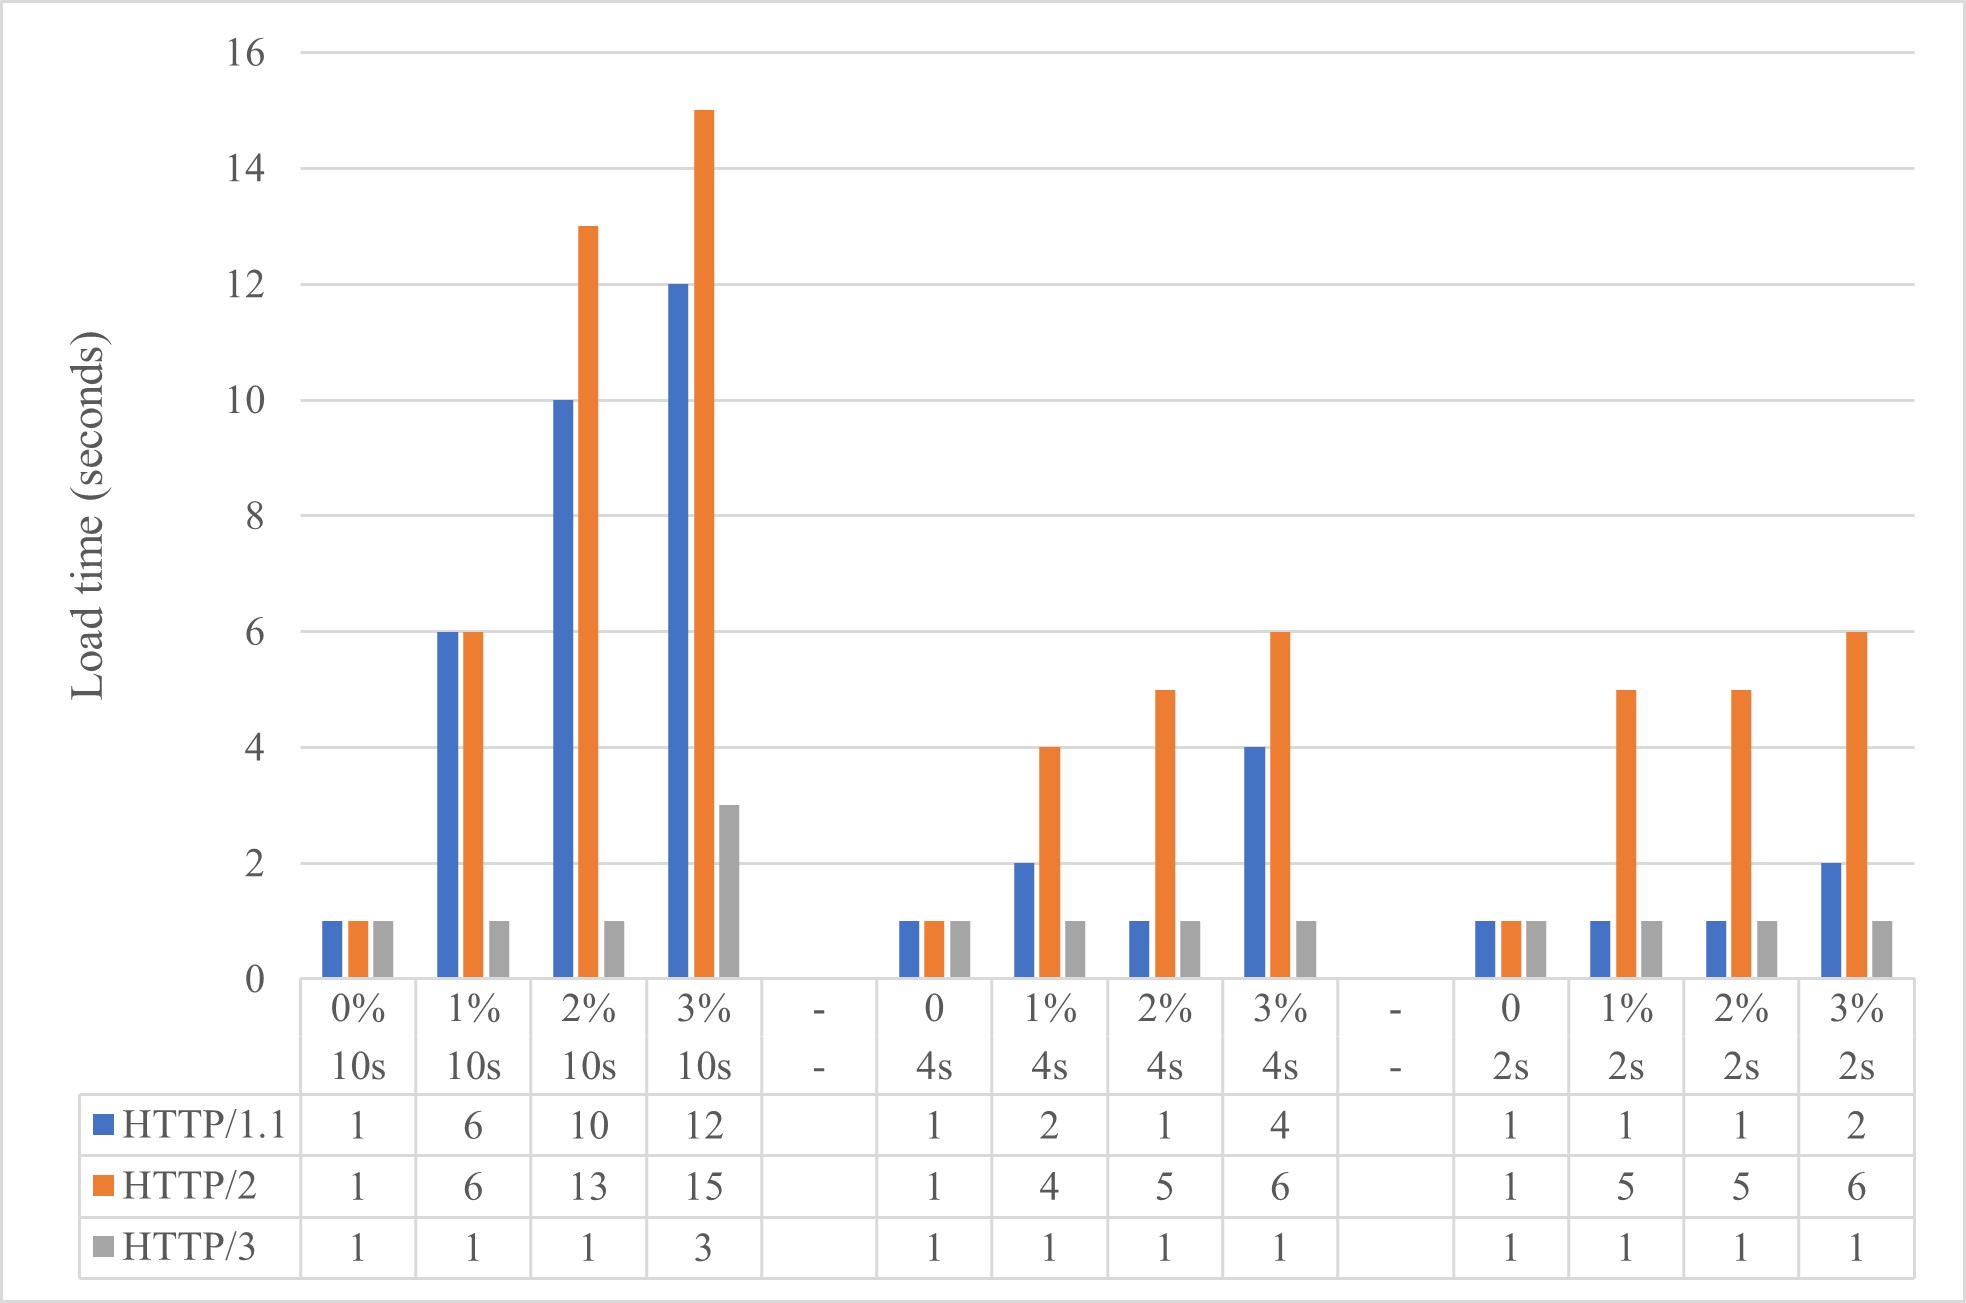 16
14
12
10
8
6
4
2
0
Load time (seconds)
0% 1% 2% 3% - 0 1% 2% 3% - 0 1% 2% 3%
10s 10s 10s 10s - 4s 4s 4s 4s - 2s 2s 2s 2s
HTTP/1.1 1 6 10 12 1 2 1 4 1 1 1 2
HTTP/2 1 6 13 15 1 4 5 6 1 5 5 6
HTTP/3 1 1 1 3 1 1 1 1 1 1 1 1